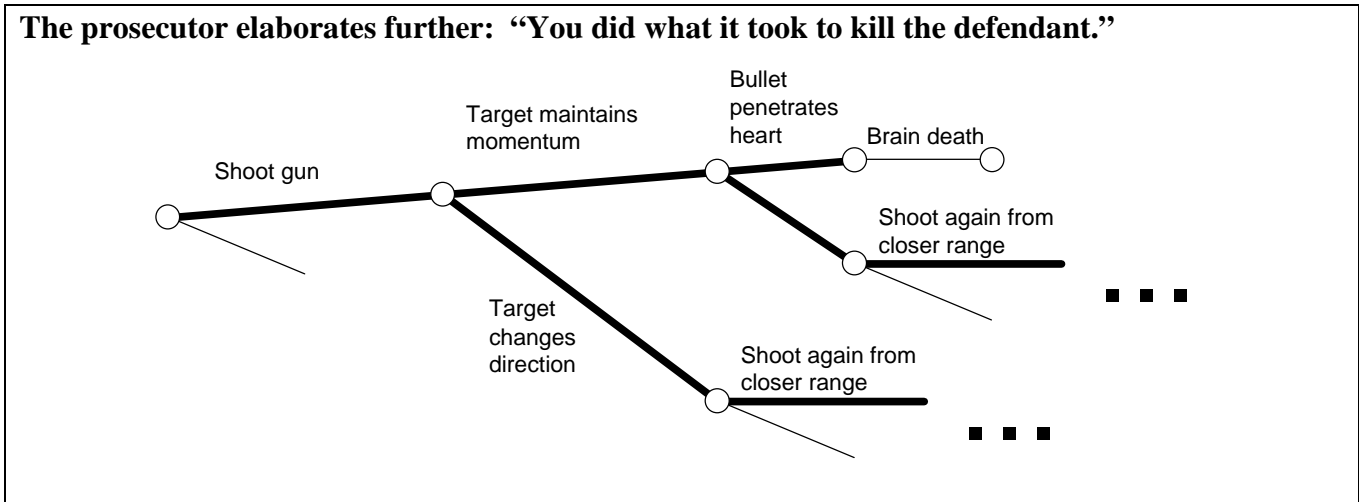 The prosecutor elaborates further:  “You did what it took to kill the defendant.”
Bullet
penetrates
heart
Target maintains
momentum
Brain death
Shoot gun
Shoot again from
closer range
Target
changes
direction
Shoot again from
closer range